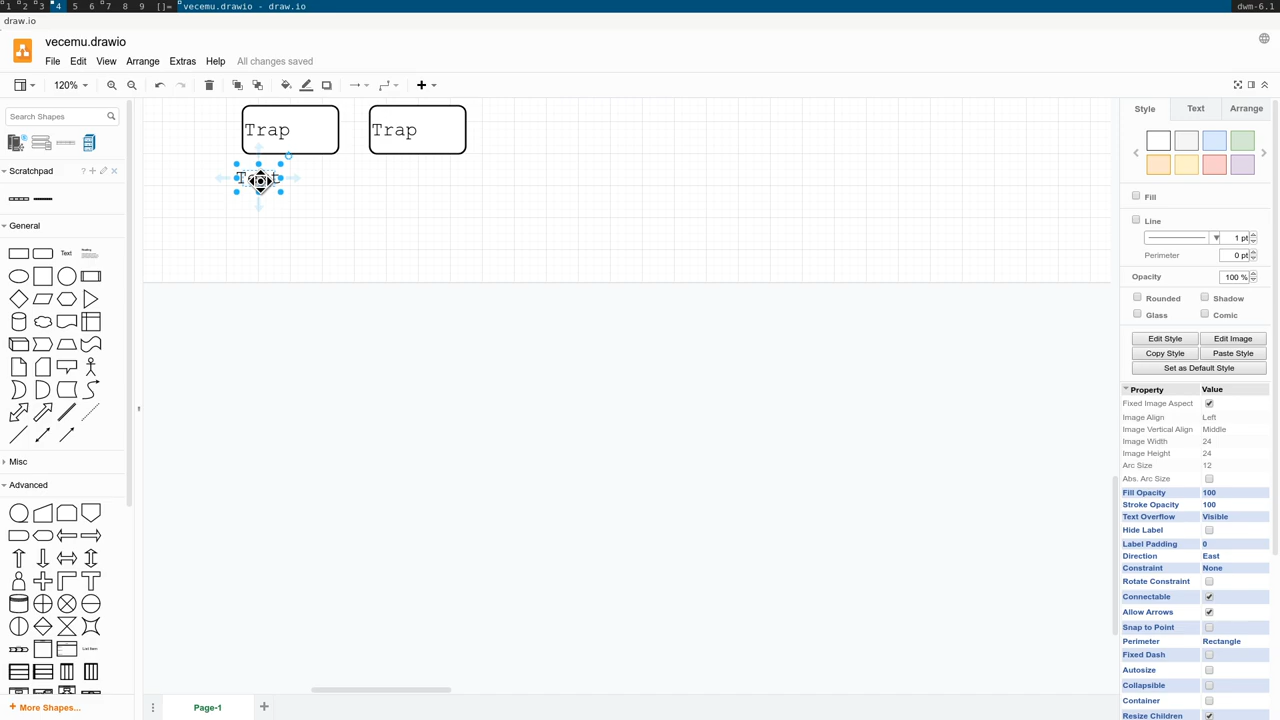 1 2 3 4 5 6 7 8 9 []= vecemu.drawio - draw.io dwm-6.1
draw.io
vecemu.drawio
File Edit View Arrange Extras Help All changes saved
120%
Search Shapes
Scratchpad
General
Text
Heading
Misc
Advanced
List Item
+ More Shapes...
Trap Trap
Page-1
Style Text Arrange
Fill
Line
1 pt
Perimeter 0 pt
Opacity 100 %
Rounded Shadow
Glass Comic
Edit Style Edit Image
Copy Style Paste Style
Set as Default Style
Property Value
Fixed Image Aspect
Image Align Left
Image Vertical Align Middle
Image Width 24
Image Height 24
Arc Size 12
Abs. Arc Size
Fill Opacity 100
Stroke Opacity 100
Text Overflow Visible
Hide Label
Label Padding 0
Direction East
Constraint None
Rotate Constraint
Connectable
Allow Arrows
Snap to Point
Perimeter Rectangle
Fixed Dash
Autosize
Collapsible
Container
Resize Children